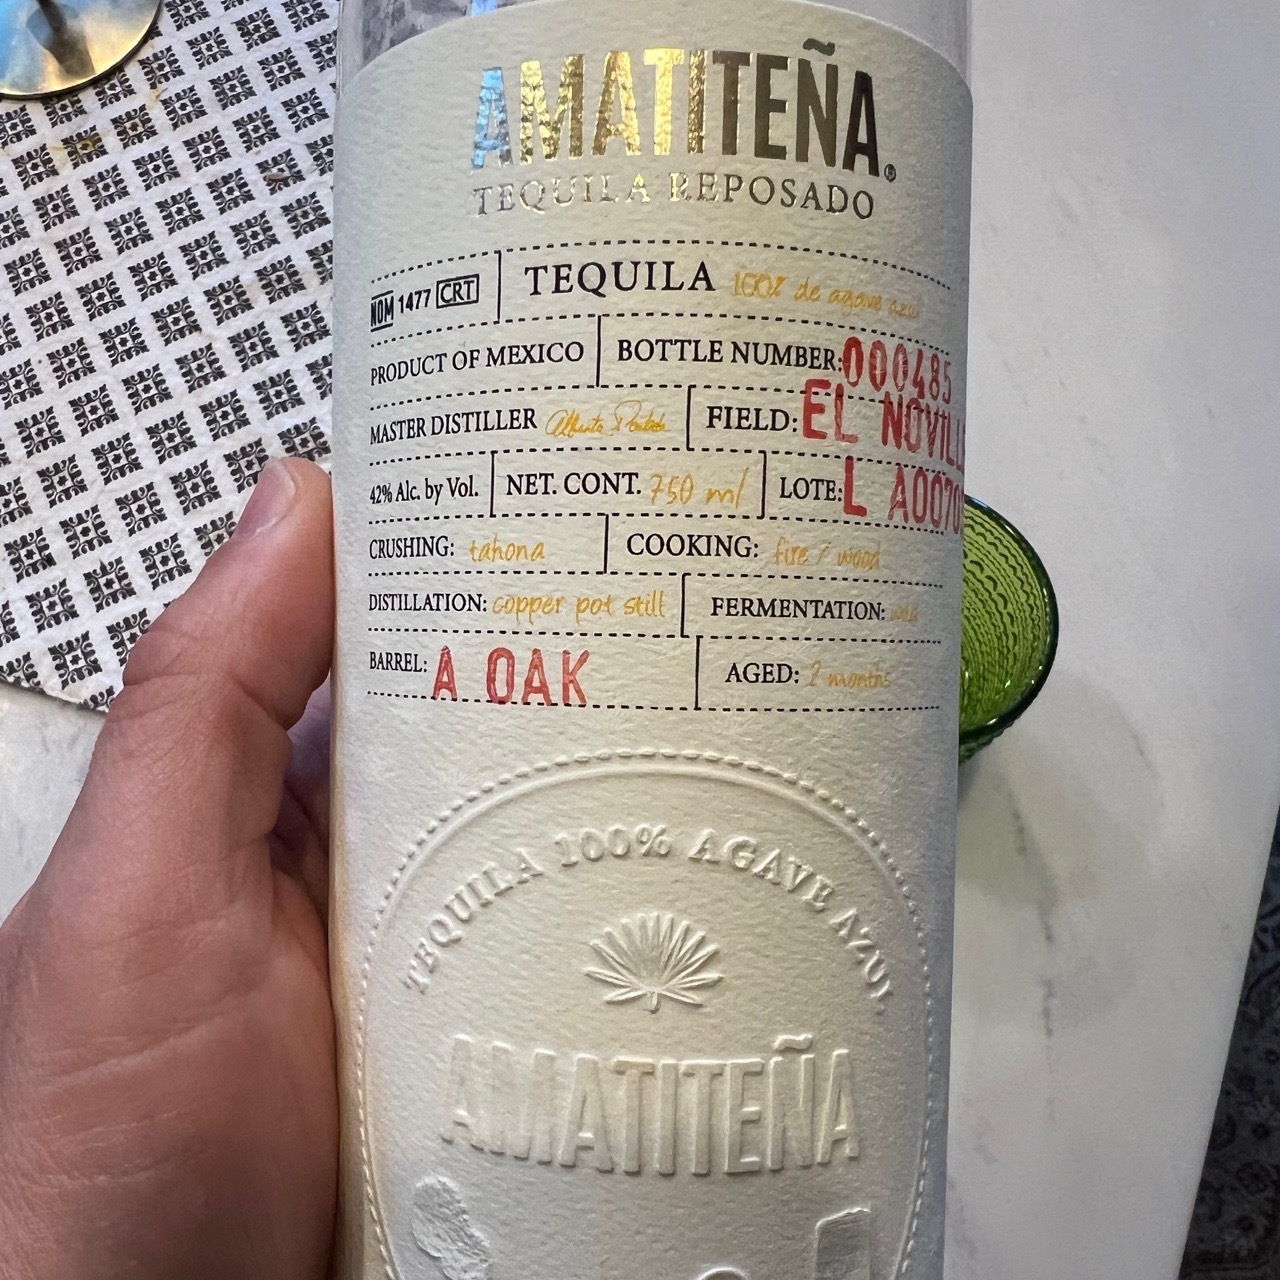 AMATITEÑA®
TEQUILA REPOSADO
NOM 1477 CRT TEQUILA 100% de agave azul
PRODUCT OF MEXICO BOTTLE NUMBER: 000485
MASTER DISTILLER FIELD: EL NOVILL
42% Alc. by Vol. NET. CONT. 750 ml LOTE: L A0070
CRUSHING: tahona COOKING: fire / wood
DISTILLATION: copper pot still FERMENTATION:
BARREL: A OAK AGED: 2 months
TEQUILA 100% AGAVE AZUL
AMATITEÑA